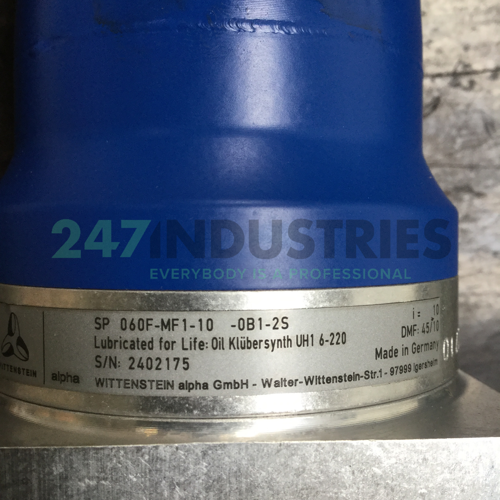 247INDUSTRIES
EVERYBODY IS A PROFESSIONAL
SP 060F-MF1-10 -0B1-2S
i = 10
Lubricated for Life: Oil Klübersynth UH1 6-220
DMF: 45/10
S/N: 2402175
Made in Germany
WITTENSTEIN
alpha
WITTENSTEIN alpha GmbH - Walter-Wittenstein-Str.1 - 97999 Igersheim